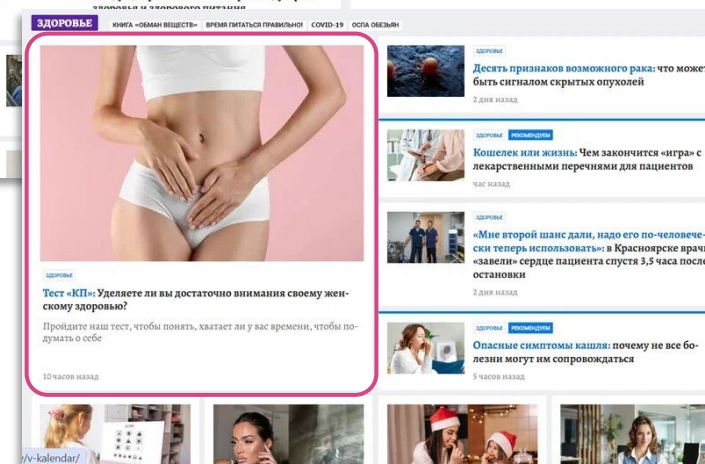 здоровья и здорового питания
ЗДОРОВЬЕ
КНИГА «ОБМАН ВЕЩЕСТВ» ВРЕМЯ ПИТАТЬСЯ ПРАВИЛЬНО! COVID-19 ОСПА ОБЕЗЬЯН
ЗДОРОВЬЕ
Тест «КП»: Уделяете ли вы достаточно внимания своему жен-
скому здоровью?
Пройдите наш тест, чтобы понять, хватает ли у вас времени, чтобы по-
думать о себе
10 часов назад
ЗДОРОВЬЕ
Десять признаков возможного рака: что может
быть сигналом скрытых опухолей
2 дня назад
ЗДОРОВЬЕ РЕКОМЕНДУЕМ
Кошелек или жизнь: Чем закончится «игра» с
лекарственными перечнями для пациентов
час назад
ЗДОРОВЬЕ
«Мне второй шанс дали, надо его по-человече-
ски теперь использовать»: в Красноярске врачи
«завели» сердце пациента спустя 3,5 часа после
остановки
2 дня назад
ЗДОРОВЬЕ РЕКОМЕНДУЕМ
Опасные симптомы кашля: почему не все бо-
лезни могут им сопровождаться
5 часов назад
/v-kalendar/